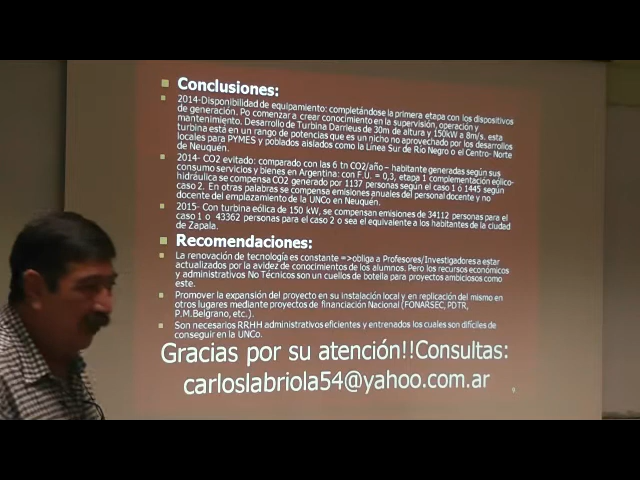 Conclusiones:
2014-Disponibilidad de equipamiento: completándose la primera etapa con los dispositivos
de generación. Po comenzar a crear conocimiento en la supervisión, operación y
mantenimiento. Desarrollo de Turbina Darrieus de 30m de altura y 150kW a 8m/s. esta
turbina está en un rango de potencias que es un nicho no aprovechado por los desarrollos
locales para PYMES y poblados aislados como la Línea Sur de Río Negro o el Centro- Norte
de Neuquén.
2014- CO2 evitado: comparado con las 6 tn CO2/año – habitante generadas según sus
consumo servicios y bienes en Argentina: con F.U. = 0,3, etapa 1 complementación eólico-
hidráulica se compensa CO2 generado por 1137 personas según el caso 1 ó 1445 según
caso 2. En otras palabras se compensa emisiones anuales del personal docente y no
docente del emplazamiento de la UNCo en Neuquén.
2015- Con turbina eólica de 150 kW, se compensan emisiones de 34112 personas para el
caso 1 o 43362 personas para el caso 2 o sea el equivalente a los habitantes de la ciudad
de Zapala.
Recomendaciones:
La renovación de tecnología es constante =>obliga a Profesores/Investigadores a estar
actualizados por la avidez de conocimientos de los alumnos. Pero los recursos económicos
y administrativos No Técnicos son un cuellos de botella para proyectos ambiciosos como
este.
Promover la expansión del proyecto en su instalación local y en replicación del mismo en
otros lugares mediante proyectos de financiación Nacional (FONARSEC, PDTR,
P.M.Belgrano, etc.).
Son necesarios RRHH administrativos eficientes y entrenados los cuales son difíciles de
conseguir en la UNCo.
Gracias por su atención!!Consultas:
carloslabriola54@yahoo.com.ar